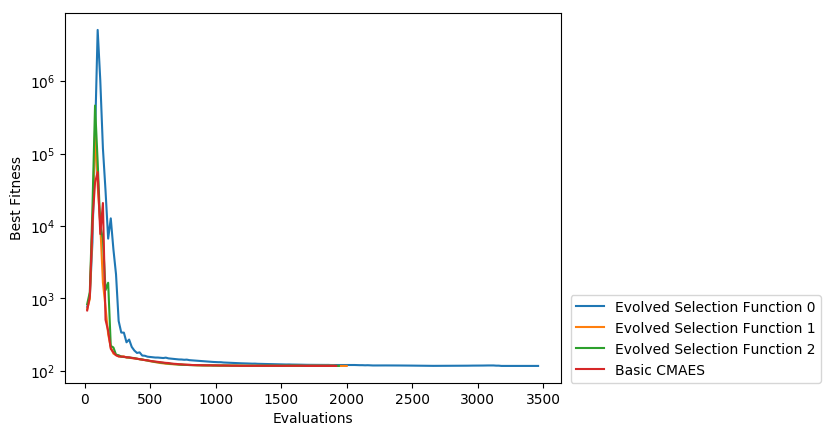 Best Fitness
10^6
10^5
10^4
10^3
10^2
0 500 1000 1500 2000 2500 3000 3500
Evaluations
Evolved Selection Function 0
Evolved Selection Function 1
Evolved Selection Function 2
Basic CMAES